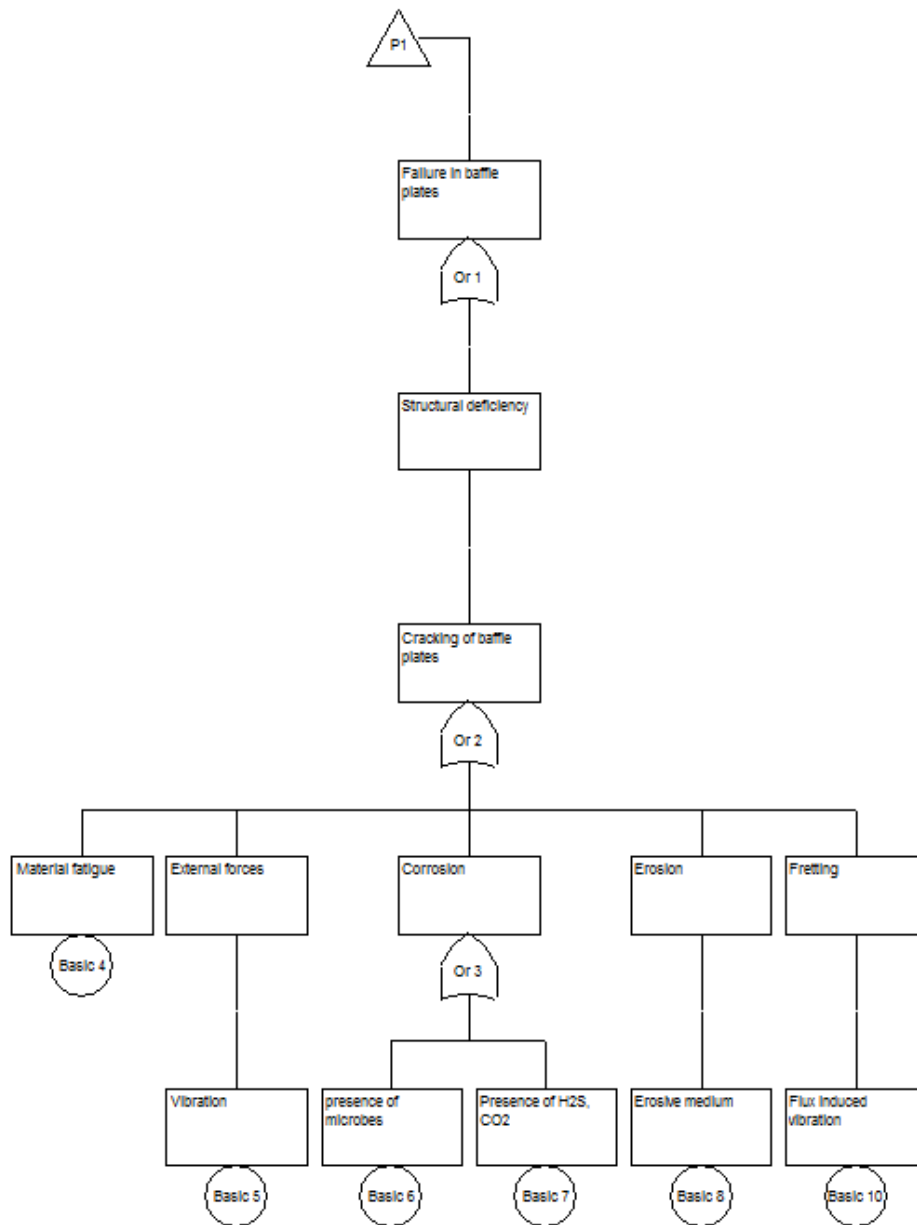 P1
Failure in baffle
plates
Or 1
Structural deficiency
Cracking of baffle
plates
Or 2
Material fatigue
External forces
Corrosion
Erosion
Fretting
Basic 4
Or 3
Vibration
presence of
microbes
Presence of H2S,
CO2
Erosive medium
Flux induced
vibration
Basic 5
Basic 6
Basic 7
Basic 8
Basic 10